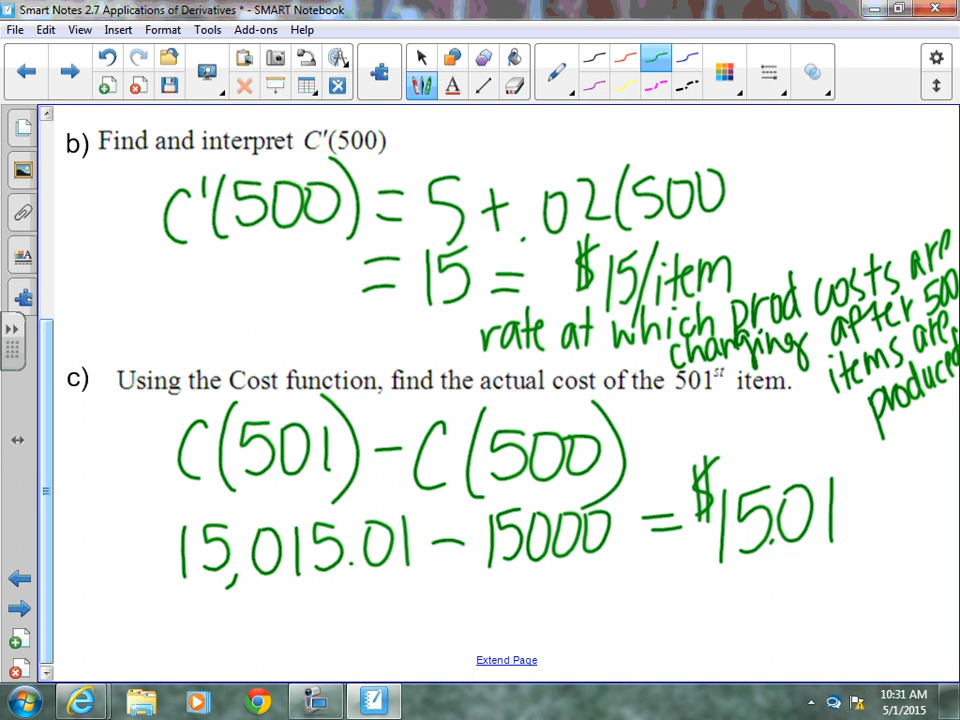 Smart Notes 2.7 Applications of Derivatives * - SMART Notebook
File Edit View Insert Format Tools Add-ons Help
b) Find and interpret C'(500)
C'(500) = 5 + .02(500
= 15 = $15/item
rate at which prod costs are
changing after 500
items are
produced
c) Using the Cost function, find the actual cost of the 501st item.
C(501) - C(500)
15,015.01 - 15000 = $15.01
Extend Page
10:31 AM
5/1/2015